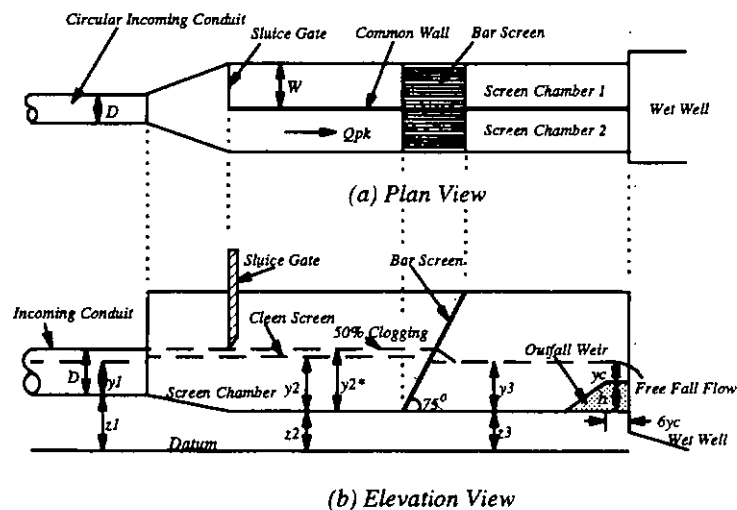 Circular Incoming Conduit
Sluice Gate
Common Wall
Bar Screen
W
D
Screen Chamber 1
Wet Well
Qpk
Screen Chamber 2
(a) Plan View
Sluice Gate
Bar Screen
Incoming Conduit
Cleen Screen
50% Clogging
Outfall Weir
D
y1
Screen Chamber
y2
y2*
y3
yc
Free Fall Flow
75°
h
z1
z2
z3
6yc
Datum
Wet Well
(b) Elevation View